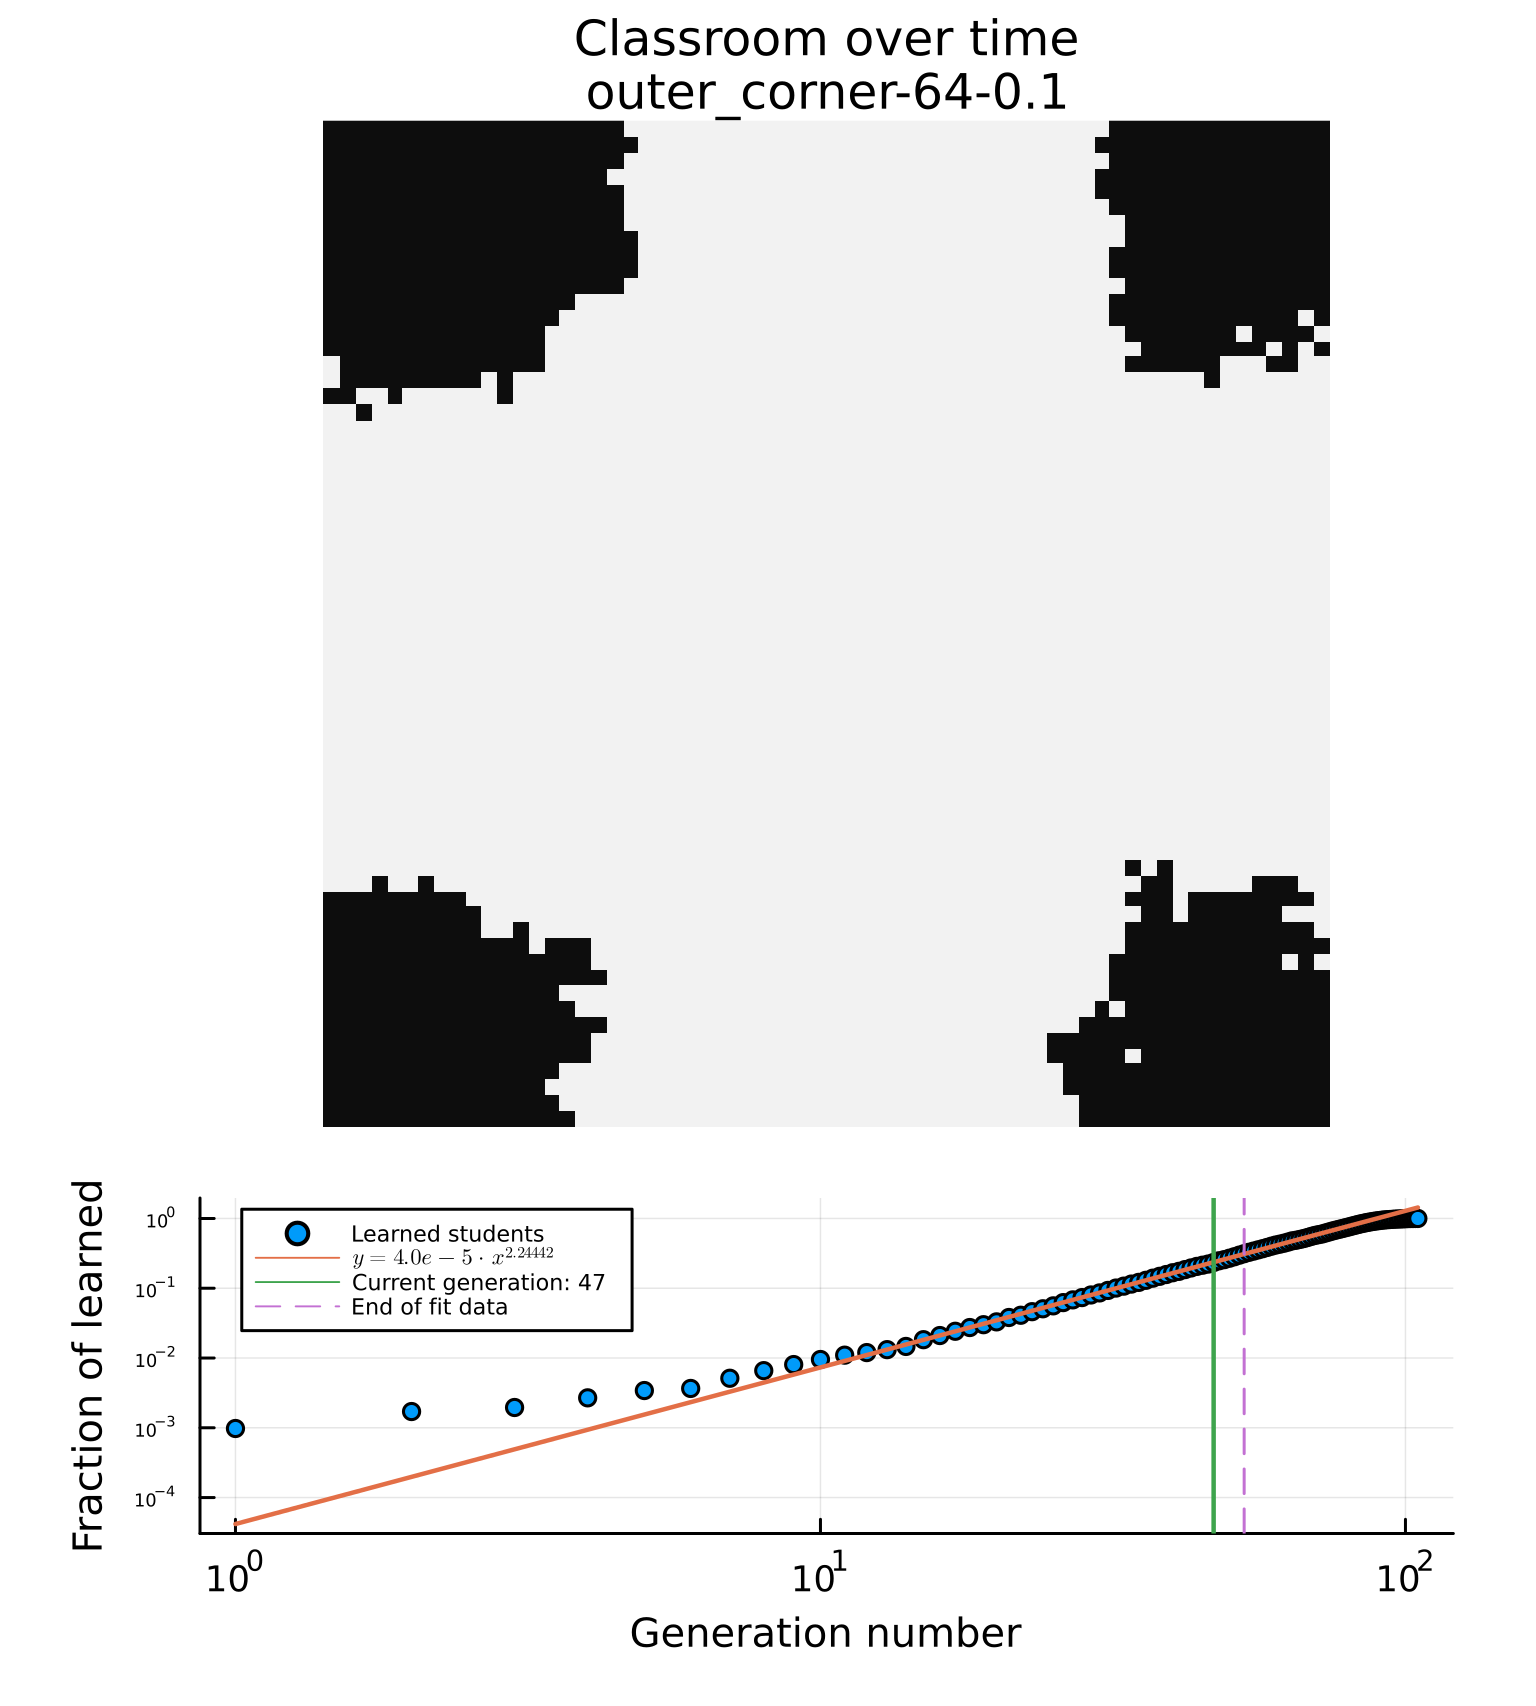 Classroom over time
outer_corner-64-0.1
Fraction of learned
10^0
10^-1
10^-2
10^-3
10^-4
Learned students
y = 4.0e − 5 · x^2.24442
Current generation: 47
End of fit data
10^0 10^1 10^2
Generation number